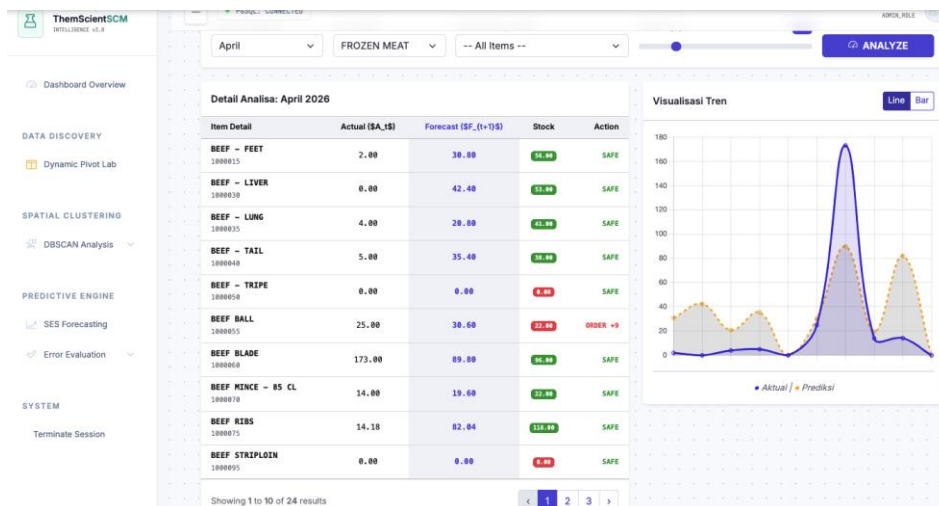 ThemScientSCM
INTELLIGENCE v3.0
PGSQL: CONNECTED
ADMIN_ROLE
April
FROZEN MEAT
-- All Items --
ANALYZE
Dashboard Overview
DATA DISCOVERY
Dynamic Pivot Lab
SPATIAL CLUSTERING
DBSCAN Analysis
PREDICTIVE ENGINE
SES Forecasting
Error Evaluation
SYSTEM
Terminate Session
Detail Analisa: April 2026
Item Detail Actual ($A_t$) Forecast ($F_{t+1}$) Stock Action
BEEF – FEET 2.00 30.80 56.00 SAFE
1000015
BEEF – LIVER 0.00 42.40 53.00 SAFE
1000030
BEEF – LUNG 4.00 20.80 41.00 SAFE
1000035
BEEF – TAIL 5.00 35.40 38.00 SAFE
1000040
BEEF – TRIPE 0.00 0.00 0.00 SAFE
1000050
BEEF BALL 25.00 30.60 22.00 ORDER +9
1000055
BEEF BLADE 173.00 89.80 96.00 SAFE
1000060
BEEF MINCE – 85 CL 14.00 19.60 22.00 SAFE
1000070
BEEF RIBS 14.18 82.04 SAFE
1000075
BEEF STRIPLOIN 0.00 0.00 0.00 SAFE
1000095
Showing 1 to 10 of 24 results
‹ 1 2 3 ›
Visualisasi Tren
Line Bar
180
160
140
120
100
80
60
40
20
0
Aktual | Prediksi